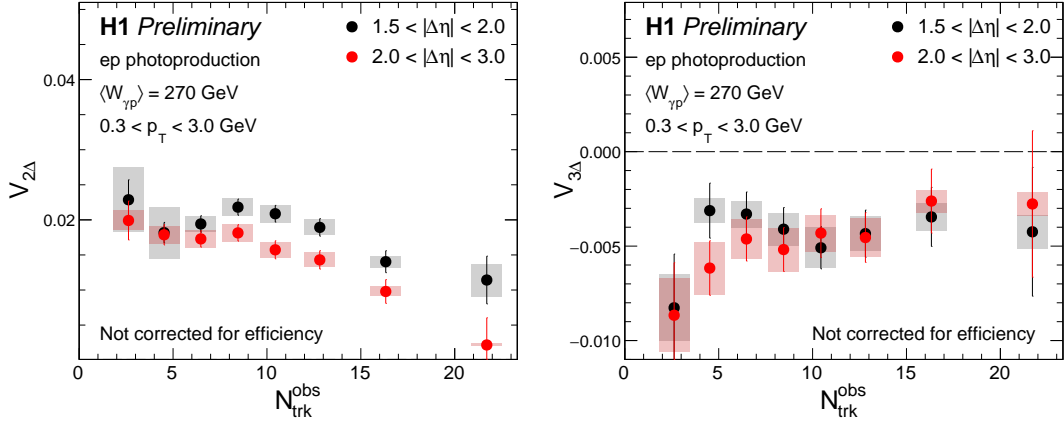 H1 Preliminary
ep photoproduction
⟨W_γp⟩ = 270 GeV
0.3 < p_T < 3.0 GeV
1.5 < |Δη| < 2.0
2.0 < |Δη| < 3.0
V_2Δ
0.04
0.02
Not corrected for efficiency
0 5 10 15 20
N_trk^obs
H1 Preliminary
ep photoproduction
⟨W_γp⟩ = 270 GeV
0.3 < p_T < 3.0 GeV
1.5 < |Δη| < 2.0
2.0 < |Δη| < 3.0
V_3Δ
0.005
0.000
−0.005
−0.010
Not corrected for efficiency
0 5 10 15 20
N_trk^obs